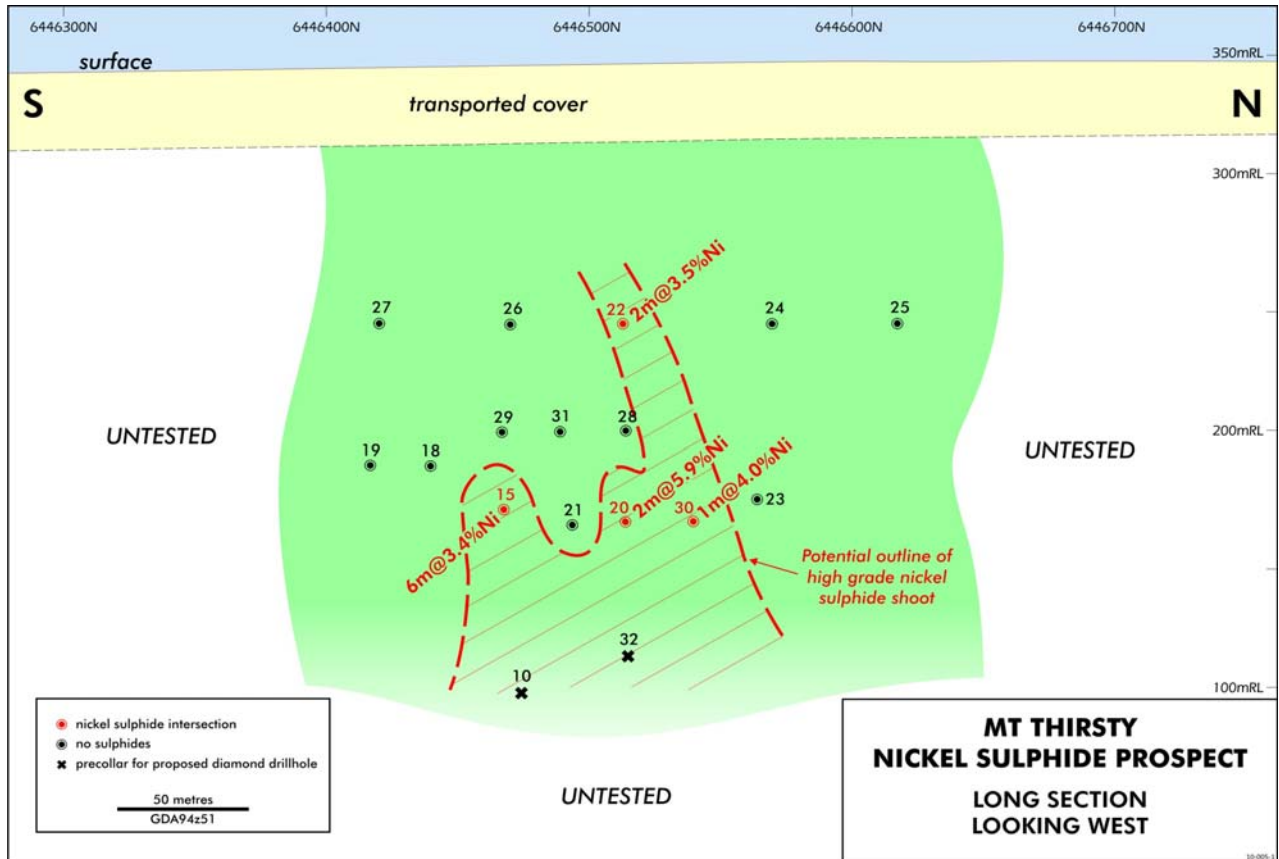 6446300N
6446400N
6446500N
6446600N
6446700N
350mRL
surface
S
transported cover
N
300mRL
22
2m@3.5%Ni
27
26
24
25
29
31
28
200mRL
UNTESTED
UNTESTED
19
18
15
6m@3.4%Ni
21
20
2m@5.9%Ni
30
1m@4.0%Ni
23
Potential outline of
high grade nickel
sulphide shoot
32
10
100mRL
nickel sulphide intersection
no sulphides
precollar for proposed diamond drillhole
50 metres
GDA94z51
UNTESTED
MT THIRSTY
NICKEL SULPHIDE PROSPECT
LONG SECTION
LOOKING WEST